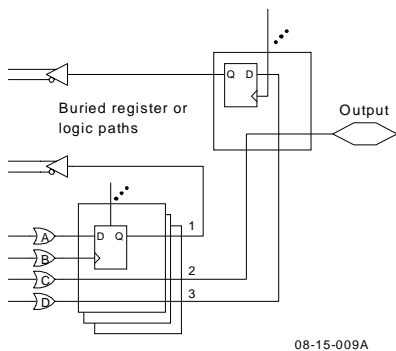 Q D
Buried register or
logic paths
Output
1
A
D Q
B
2
C
3
D
08-15-009A